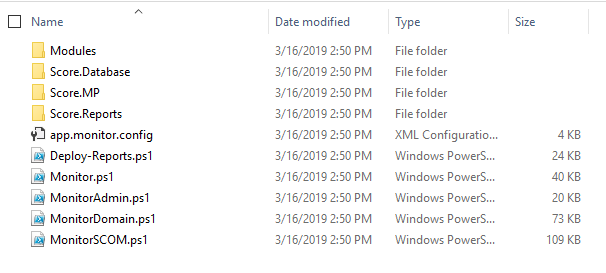 Name Date modified Type Size
Modules 3/16/2019 2:50 PM File folder
Score.Database 3/16/2019 2:50 PM File folder
Score.MP 3/16/2019 2:50 PM File folder
Score.Reports 3/16/2019 2:50 PM File folder
app.monitor.config 3/16/2019 2:50 PM XML Configuratio... 4 KB
Deploy-Reports.ps1 3/16/2019 2:50 PM Windows PowerS... 24 KB
Monitor.ps1 3/16/2019 2:50 PM Windows PowerS... 40 KB
MonitorAdmin.ps1 3/16/2019 2:50 PM Windows PowerS... 20 KB
MonitorDomain.ps1 3/16/2019 2:50 PM Windows PowerS... 73 KB
MonitorSCOM.ps1 3/16/2019 2:50 PM Windows PowerS... 109 KB